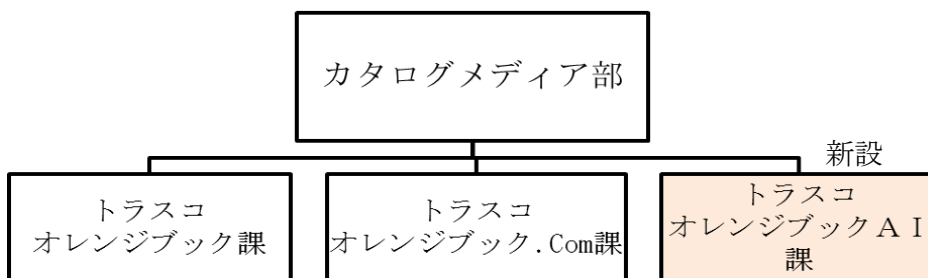 カタログメディア部
新設
トラスコ
オレンジブック課
トラスコ
オレンジブック.Com課
トラスコ
オレンジブックＡＩ
課